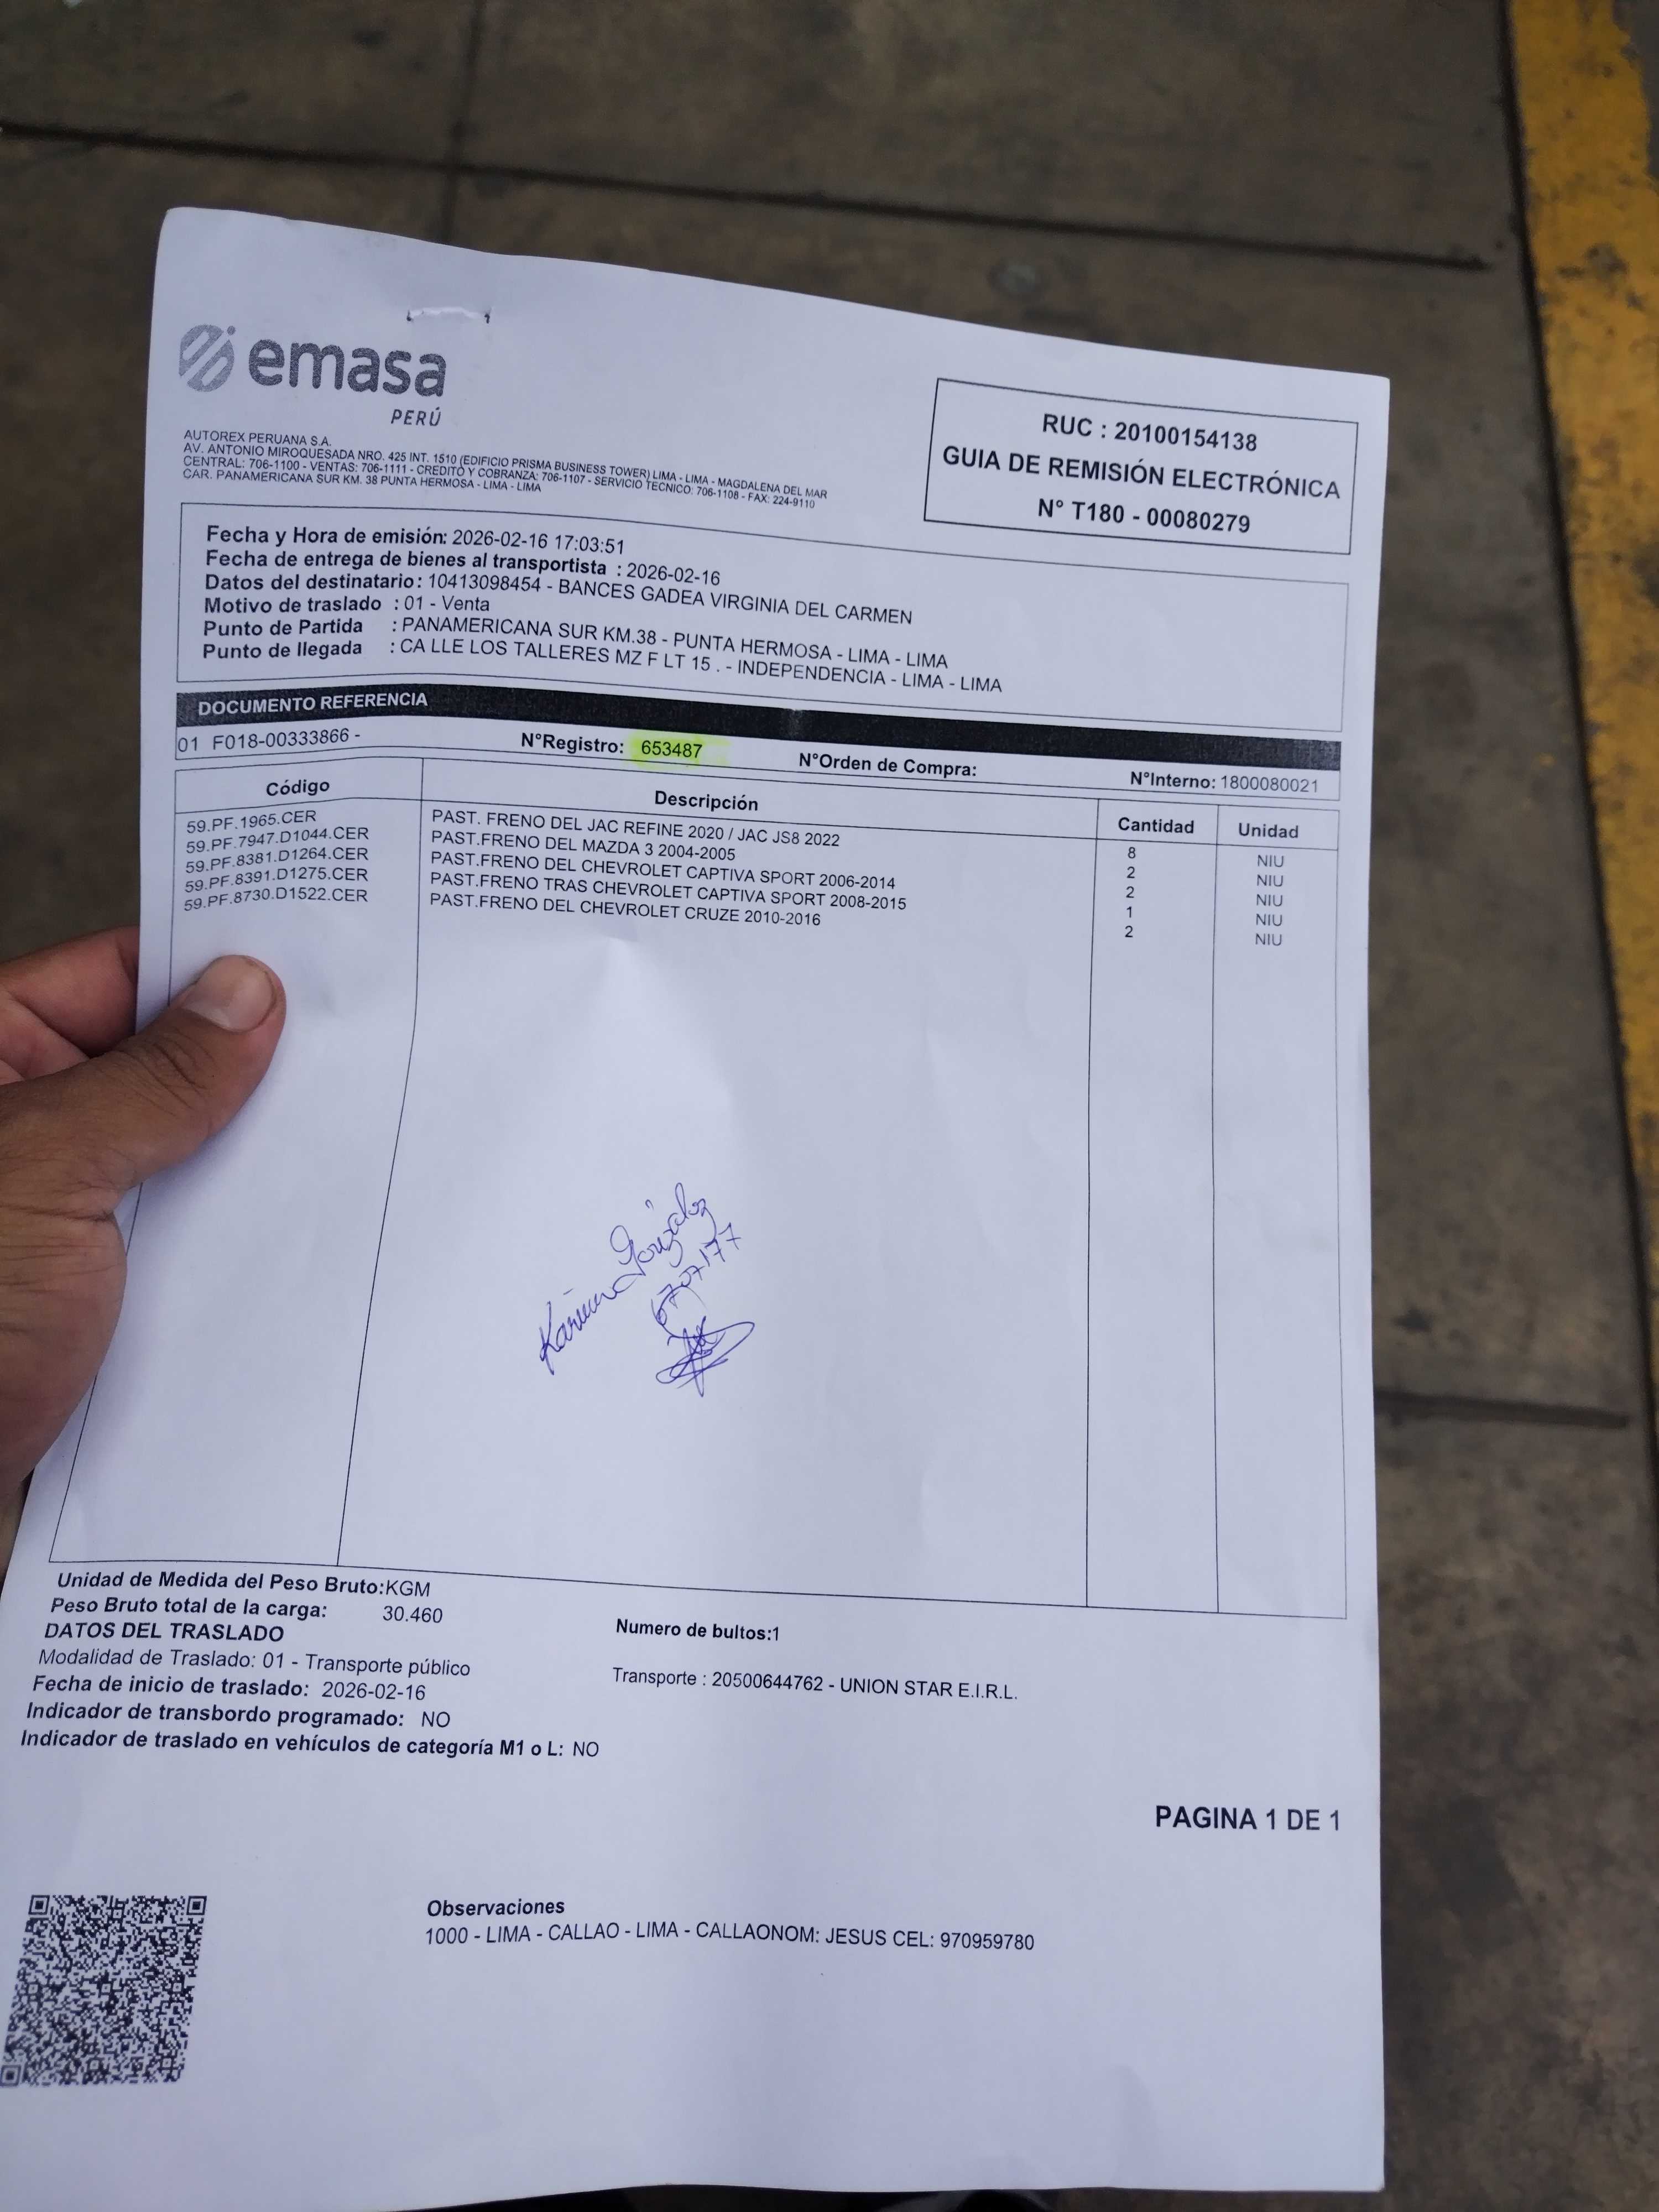 emasa
PERÚ
AUTOREX PERUANA S.A.
AV. ANTONIO MIROQUESADA NRO. 425 INT. 1510 (EDIFICIO PRISMA BUSINESS TOWER) LIMA - LIMA - MAGDALENA DEL MAR
CENTRAL: 706-1100 - VENTAS: 706-1111 - CREDITO Y COBRANZA: 706-1107 - SERVICIO TECNICO: 706-1108 - FAX: 224-9110
CAR. PANAMERICANA SUR KM. 38 PUNTA HERMOSA - LIMA - LIMA
RUC : 20100154138
GUIA DE REMISIÓN ELECTRÓNICA
N° T180 - 00080279
Fecha y Hora de emisión: 2026-02-16 17:03:51
Fecha de entrega de bienes al transportista : 2026-02-16
Datos del destinatario: 10413098454 - BANCES GADEA VIRGINIA DEL CARMEN
Motivo de traslado : 01 - Venta
Punto de Partida : PANAMERICANA SUR KM.38 - PUNTA HERMOSA - LIMA - LIMA
Punto de llegada : CA LLE LOS TALLERES MZ F LT 15 . - INDEPENDENCIA - LIMA - LIMA
DOCUMENTO REFERENCIA
01 F018-00333866 - N°Registro: 653487 N°Orden de Compra: N°Interno: 1800080021
Código Descripción Cantidad Unidad
59.PF.1965.CER PAST. FRENO DEL JAC REFINE 2020 / JAC JS8 2022 8 NIU
59.PF.7947.D1044.CER PAST.FRENO DEL MAZDA 3 2004-2005 2 NIU
59.PF.8381.D1264.CER PAST.FRENO DEL CHEVROLET CAPTIVA SPORT 2006-2014 2 NIU
59.PF.8391.D1275.CER PAST.FRENO TRAS CHEVROLET CAPTIVA SPORT 2008-2015 1 NIU
59.PF.8730.D1522.CER PAST.FRENO DEL CHEVROLET CRUZE 2010-2016 2 NIU
González
Unidad de Medida del Peso Bruto:KGM
Peso Bruto total de la carga: 30.460 Numero de bultos:1
DATOS DEL TRASLADO
Modalidad de Traslado: 01 - Transporte público Transporte : 20500644762 - UNION STAR E.I.R.L.
Fecha de inicio de traslado: 2026-02-16
Indicador de transbordo programado: NO
Indicador de traslado en vehículos de categoría M1 o L: NO
PAGINA 1 DE 1
Observaciones
1000 - LIMA - CALLAO - LIMA - CALLAONOM: JESUS CEL: 970959780